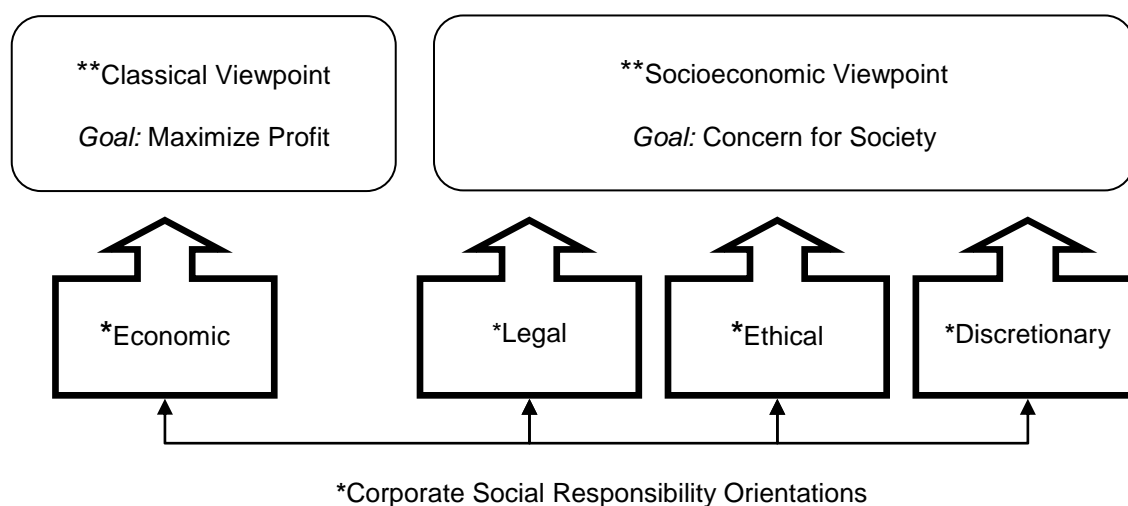 **Classical Viewpoint
Goal: Maximize Profit
**Socioeconomic Viewpoint
Goal: Concern for Society
*Economic
*Legal
*Ethical
*Discretionary
*Corporate Social Responsibility Orientations